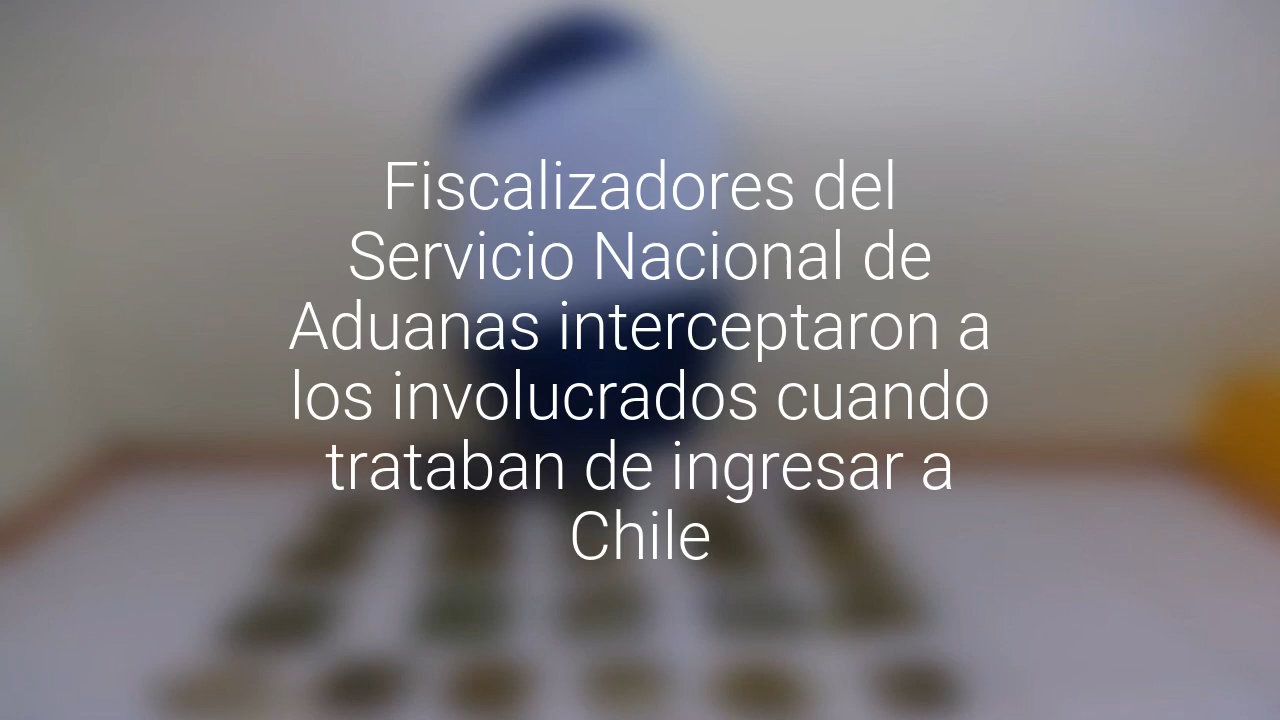 Fiscalizadores del
Servicio Nacional de
Aduanas interceptaron a
los involucrados cuando
trataban de ingresar a
Chile